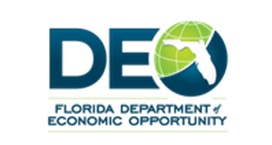 DEO
FLORIDA DEPARTMENT of
ECONOMIC OPPORTUNITY